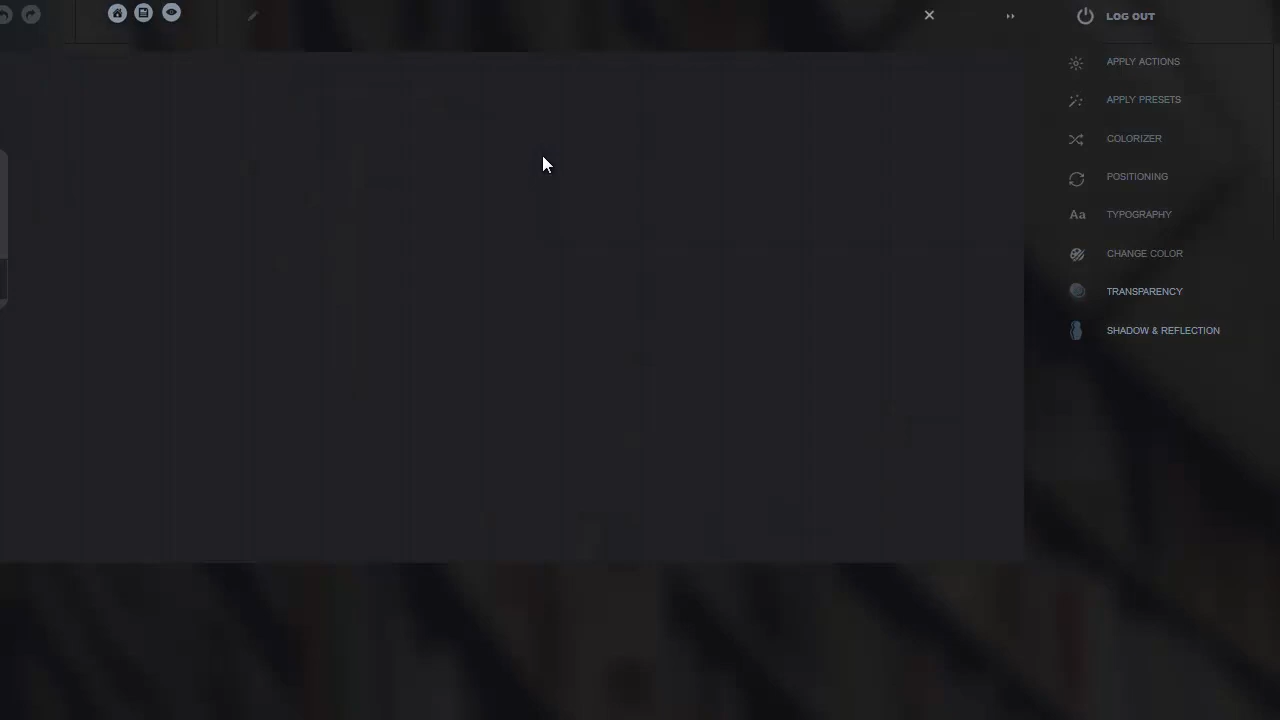 LOG OUT
APPLY ACTIONS
APPLY PRESETS
COLORIZER
POSITIONING
Aa TYPOGRAPHY
CHANGE COLOR
TRANSPARENCY
SHADOW & REFLECTION